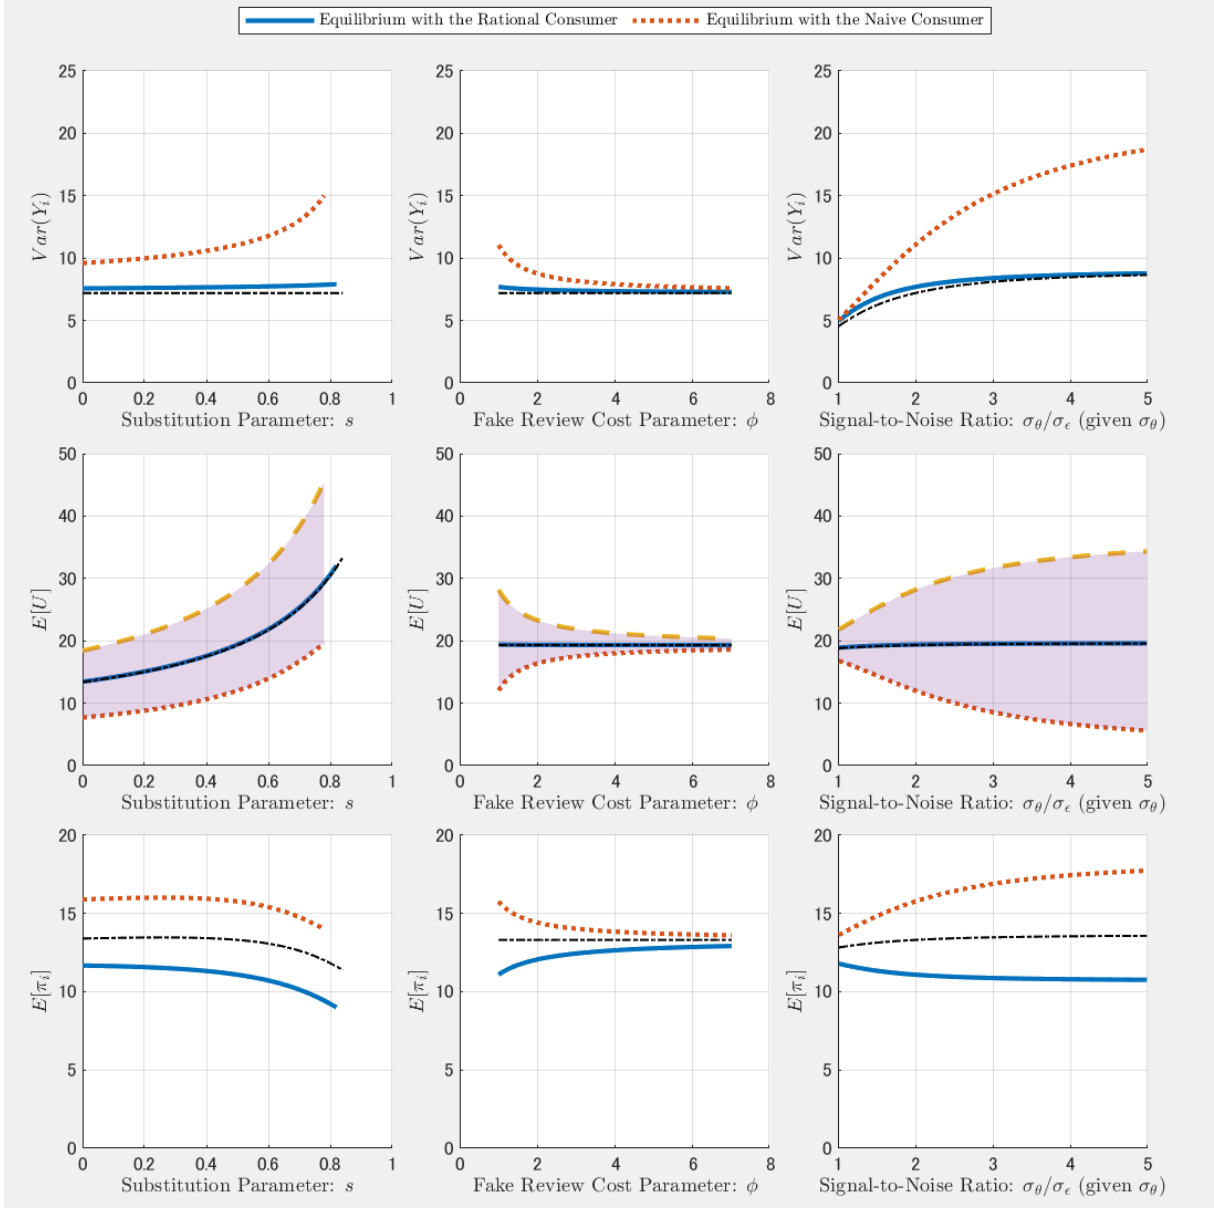 Equilibrium with the Rational Consumer Equilibrium with the Naive Consumer
25 20 15 10 5 0
Var(Y_i)
0 0.2 0.4 0.6 0.8 1
Substitution Parameter: s
25 20 15 10 5 0
Var(Y_i)
0 2 4 6 8
Fake Review Cost Parameter: ϕ
25 20 15 10 5 0
Var(Y_i)
1 2 3 4 5
Signal-to-Noise Ratio: σ_θ/σ_ϵ (given σ_θ)
50 40 30 20 10 0
E[U]
0 0.2 0.4 0.6 0.8 1
Substitution Parameter: s
50 40 30 20 10 0
E[U]
0 2 4 6 8
Fake Review Cost Parameter: ϕ
50 40 30 20 10 0
E[U]
1 2 3 4 5
Signal-to-Noise Ratio: σ_θ/σ_ϵ (given σ_θ)
20 15 10 5 0
E[π_i]
0 0.2 0.4 0.6 0.8 1
Substitution Parameter: s
20 15 10 5 0
E[π_i]
0 2 4 6 8
Fake Review Cost Parameter: ϕ
20 15 10 5 0
E[π_i]
1 2 3 4 5
Signal-to-Noise Ratio: σ_θ/σ_ϵ (given σ_θ)